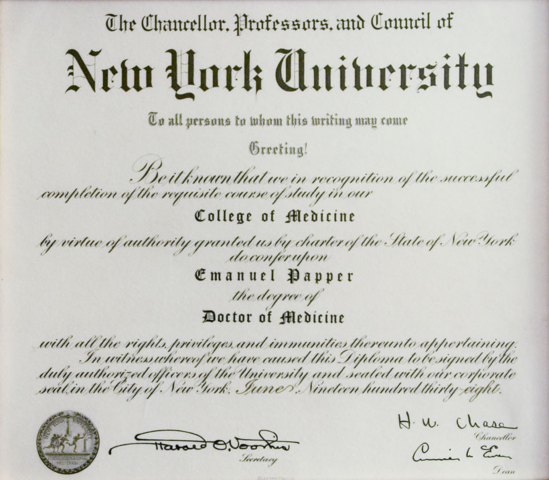 The Chancellor, Professors, and Council of
New York University
To all persons to whom this writing may come
Greeting!
Be it known that we in recognition of the successful
completion of the requisite course of study in our
College of Medicine
by virtue of authority granted us by charter of the State of New York
do confer upon
Emanuel Papper
the degree of
Doctor of Medicine
with all the rights, privileges, and immunities thereunto appertaining.
In witness whereof we have caused this Diploma to be signed by the
duly authorized officers of the University and sealed with our corporate
seal in the City of New York. June, Nineteen hundred thirty eight.
H. W. Chase
Chancellor
Harold O. Voorhis
Secretary
Dean